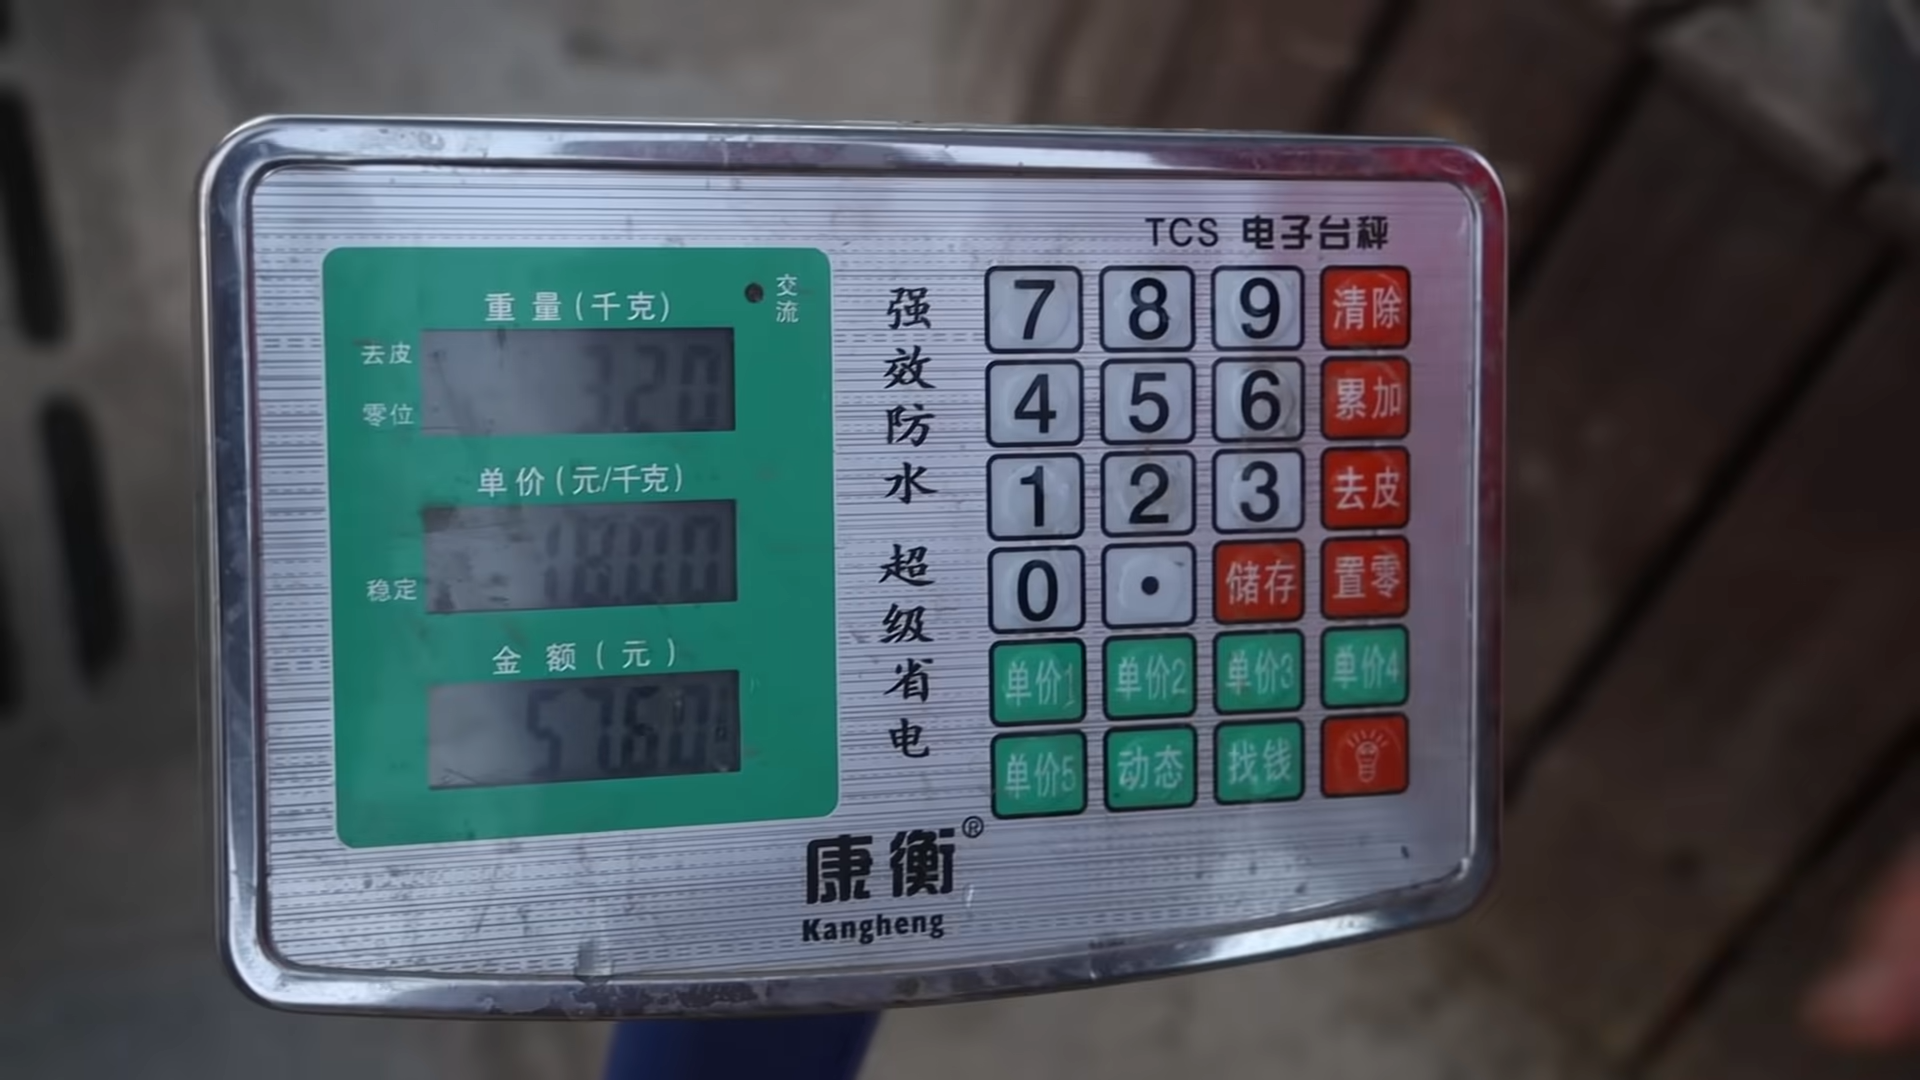 TCS 电子台秤
重量(千克)
交流
去皮
零位
3.20
单价(元/千克)
18.00
稳定
金额(元)
57.60
强效防水 超级省电
7 8 9 清除
4 5 6 累加
1 2 3 去皮
0 . 储存 置零
单价1 单价2 单价3 单价4
单价5 动态 找钱
康衡®
Kangheng